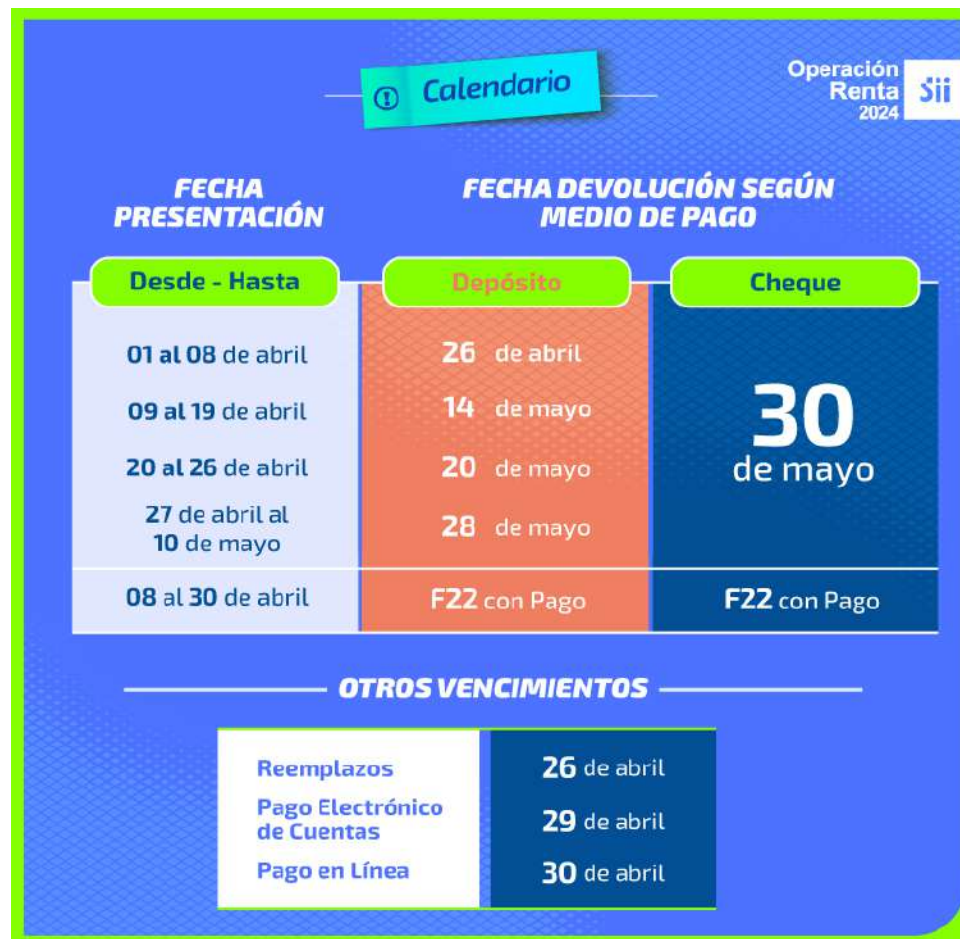 Calendario
Operación
Renta
2024
Sii
FECHA
PRESENTACIÓN
FECHA DEVOLUCIÓN SEGÚN
MEDIO DE PAGO
Desde - Hasta
Depósito
Cheque
01 al 08 de abril
26 de abril
09 al 19 de abril
14 de mayo
30
de mayo
20 al 26 de abril
20 de mayo
27 de abril al
10 de mayo
28 de mayo
08 al 30 de abril
F22 con Pago
F22 con Pago
OTROS VENCIMIENTOS
Reemplazos
26 de abril
Pago Electrónico
de Cuentas
29 de abril
Pago en Línea
30 de abril